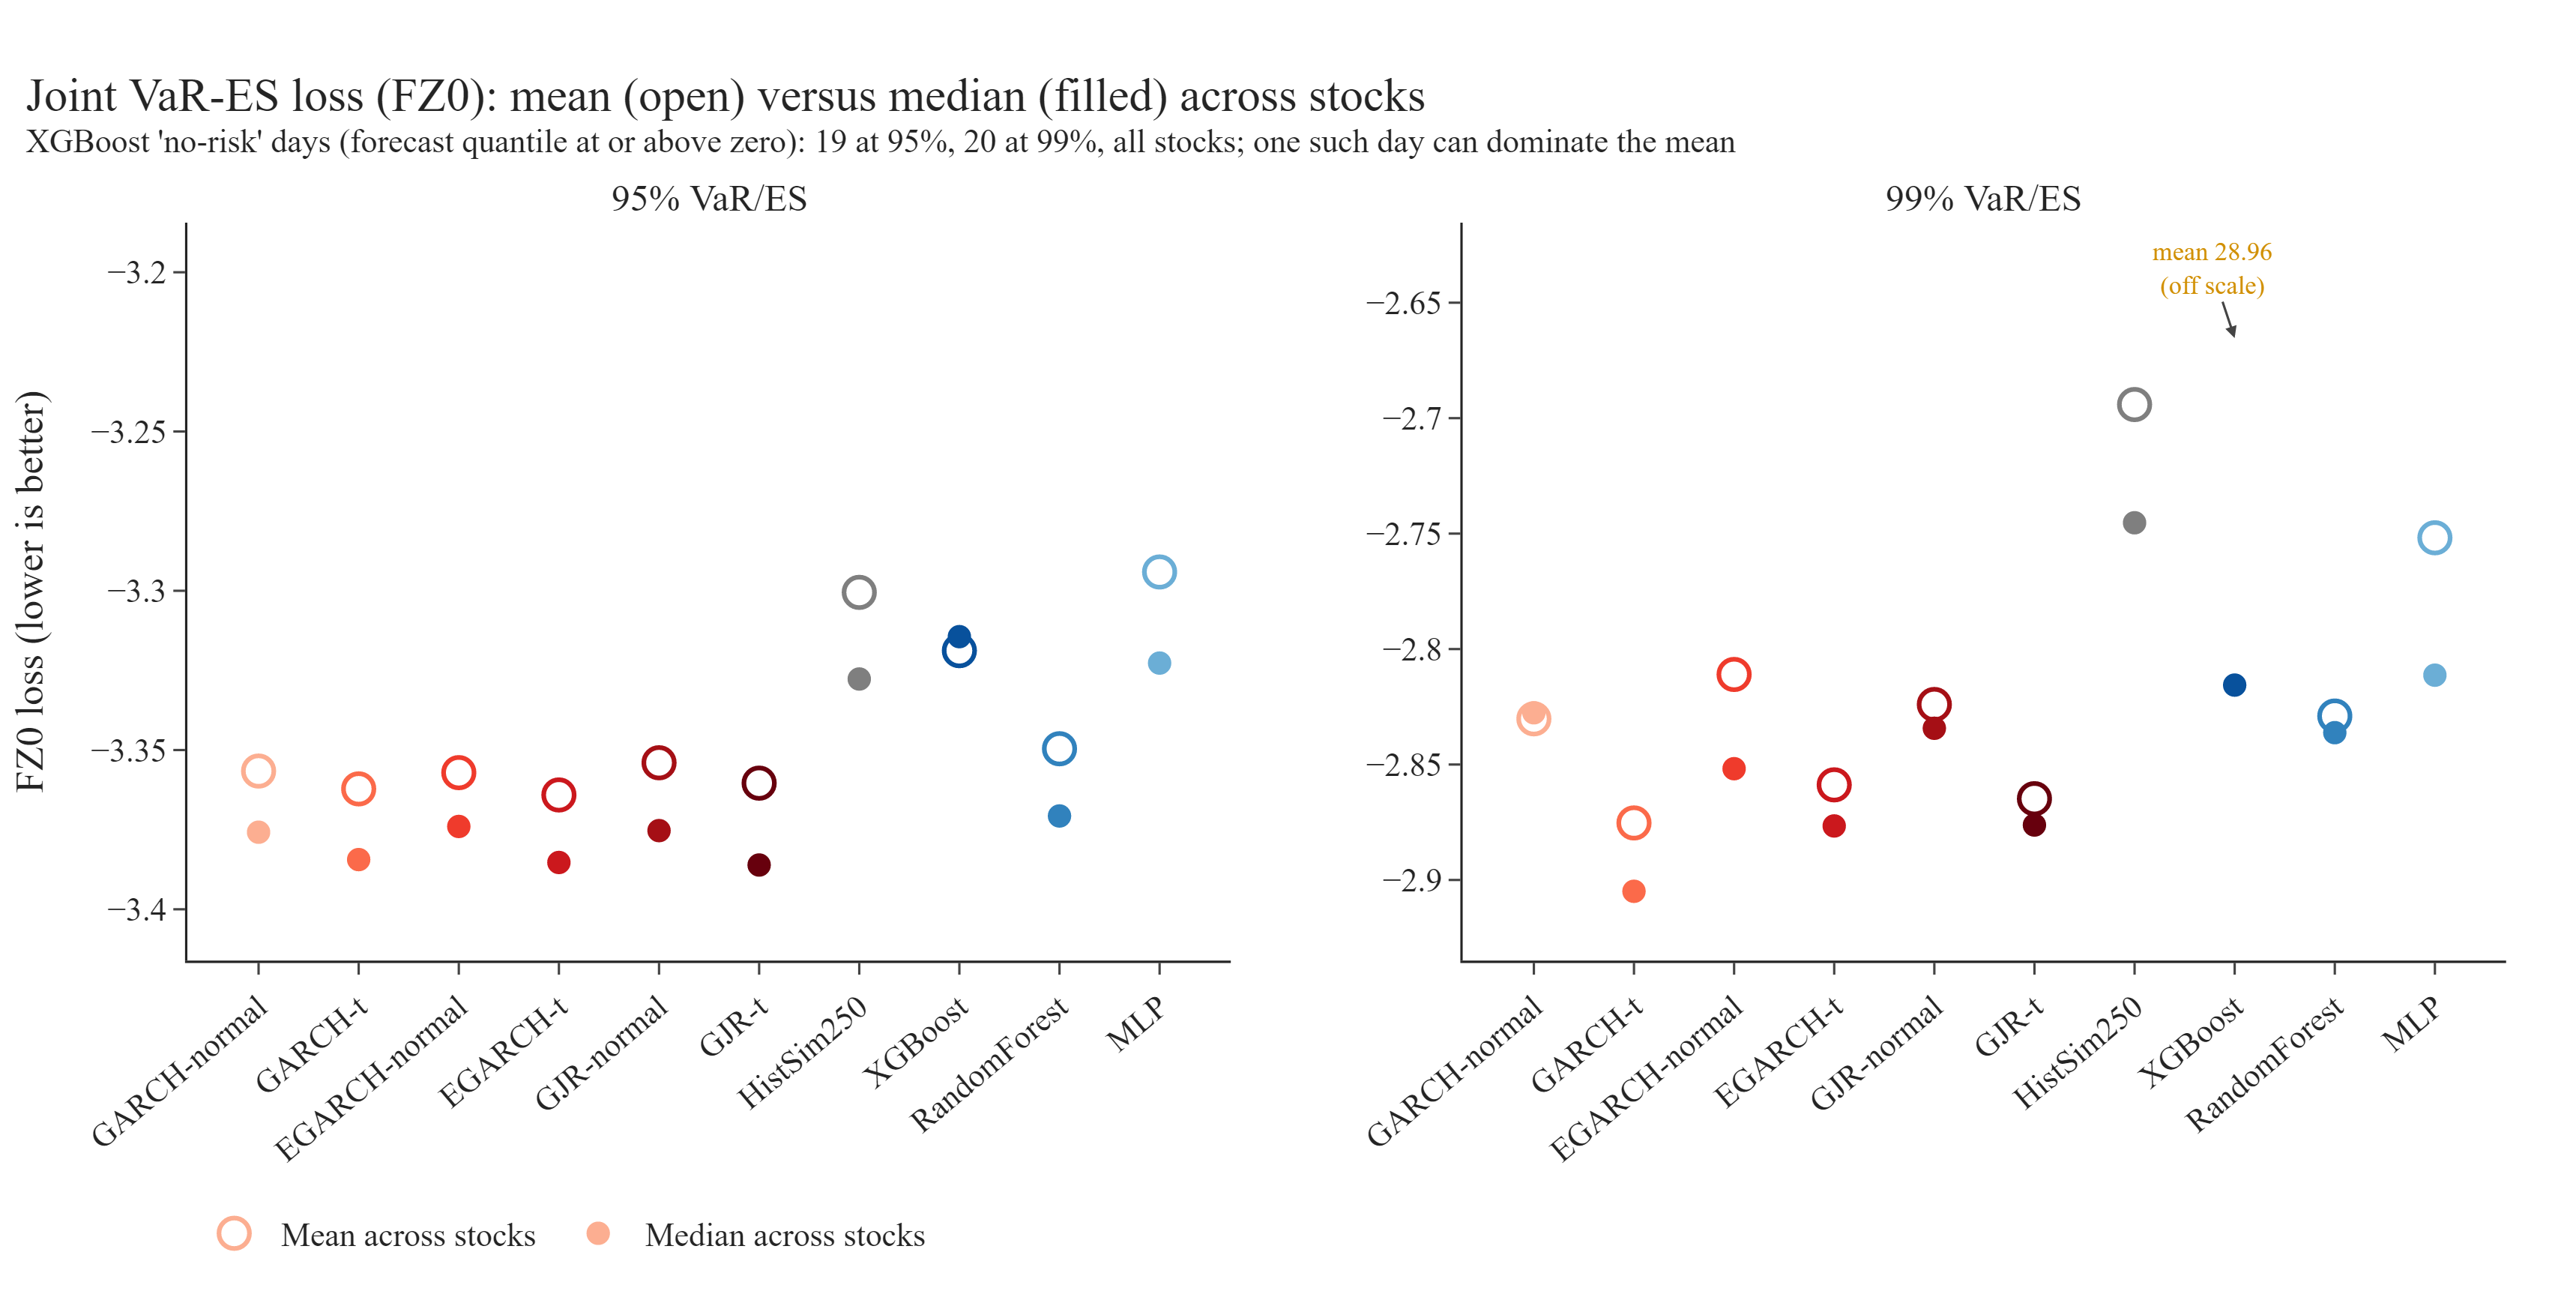 Joint VaR-ES loss (FZ0): mean (open) versus median (filled) across stocks
XGBoost 'no-risk' days (forecast quantile at or above zero): 19 at 95%, 20 at 99%, all stocks; one such day can dominate the mean
95% VaR/ES
FZ0 loss (lower is better)
−3.2
−3.25
−3.3
−3.35
−3.4
GARCH-normal
GARCH-t
EGARCH-normal
EGARCH-t
GJR-normal
GJR-t
HistSim250
XGBoost
RandomForest
MLP
99% VaR/ES
mean 28.96
(off scale)
−2.65
−2.7
−2.75
−2.8
−2.85
−2.9
GARCH-normal
GARCH-t
EGARCH-normal
EGARCH-t
GJR-normal
GJR-t
HistSim250
XGBoost
RandomForest
MLP
Mean across stocks
Median across stocks